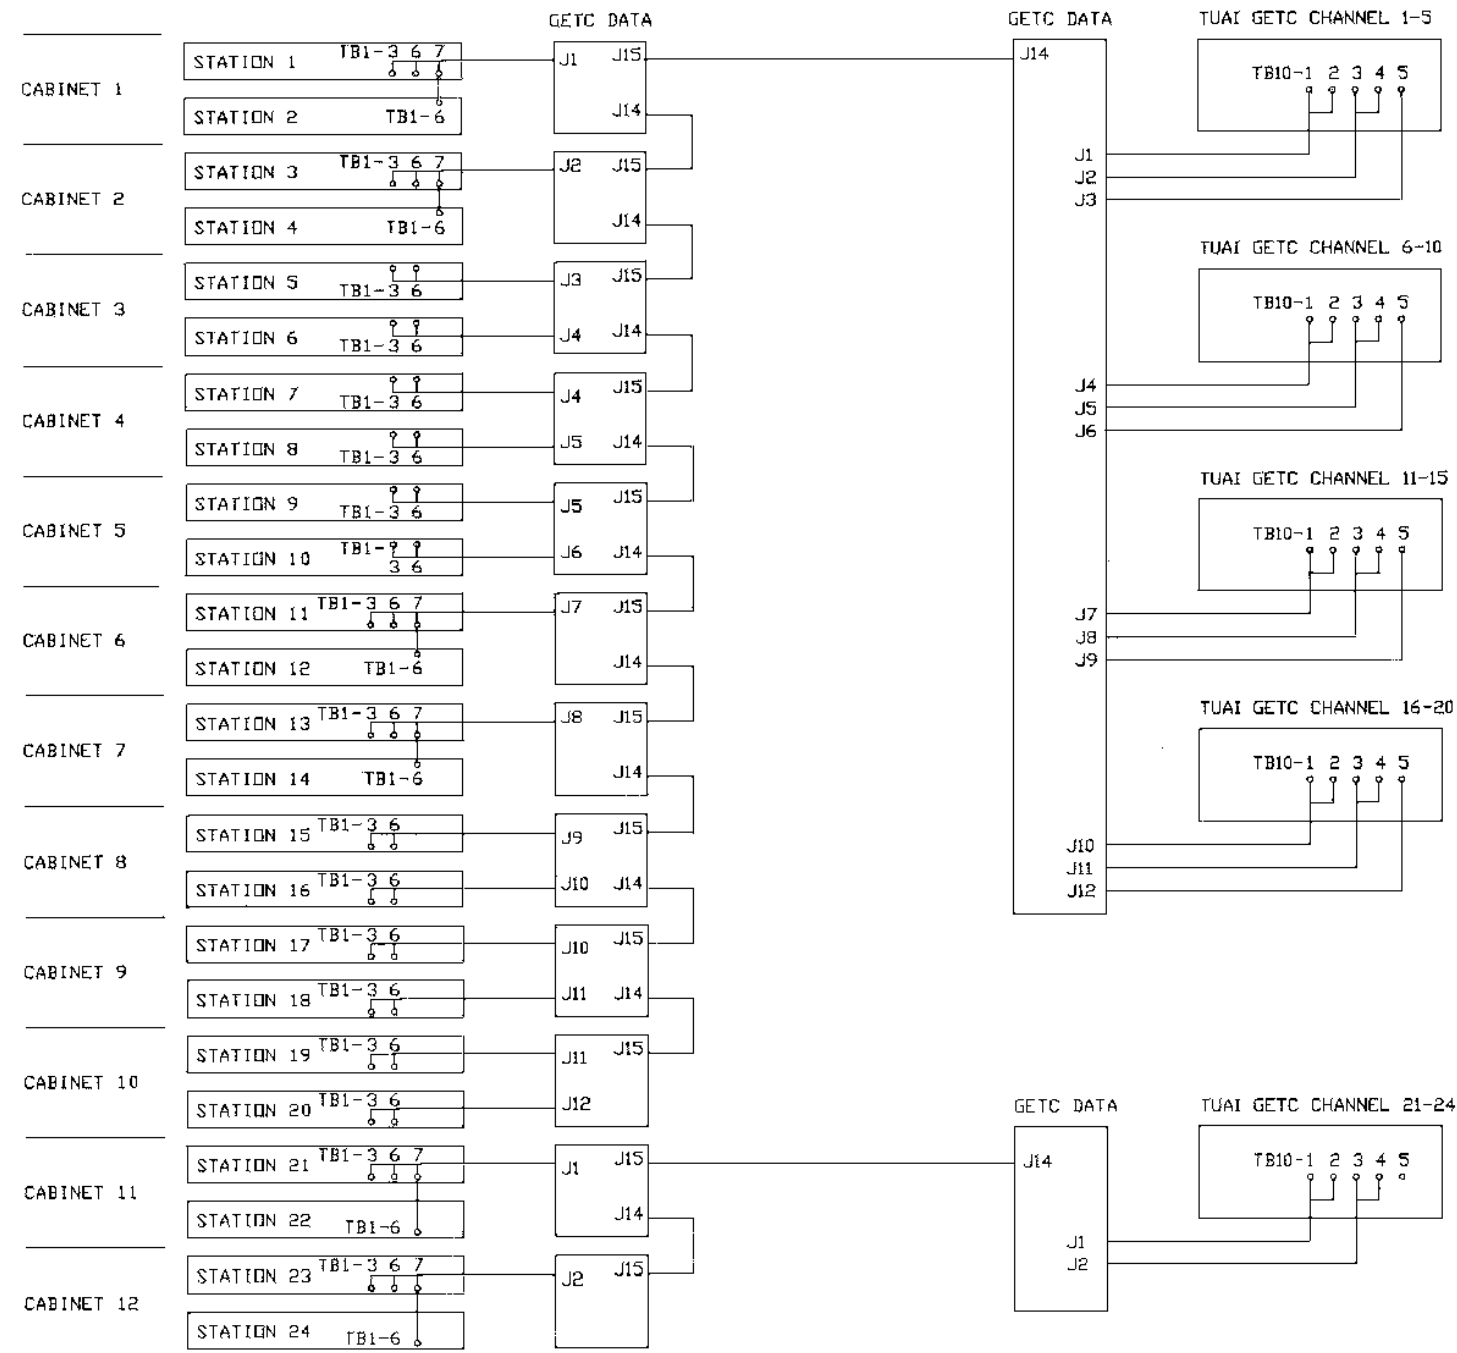 GETC DATA
CABINET 1
STATION 1 TB1-3 6 7
J1 J15
STATION 2 TB1-6
J14
CABINET 2
STATION 3 TB1-3 6 7
J2 J15
STATION 4 TB1-6
J14
CABINET 3
STATION 5 TB1-3 6
J3 J15
STATION 6 TB1-3 6
J4 J14
CABINET 4
STATION 7 TB1-3 6
J4 J15
STATION 8 TB1-3 6
J5 J14
CABINET 5
STATION 9 TB1-3 6
J5 J15
STATION 10 TB1-
3 6
J6 J14
CABINET 6
STATION 11 TB1-3 6 7
J7 J15
STATION 12 TB1-6
J14
CABINET 7
STATION 13 TB1-3 6 7
J8 J15
STATION 14 TB1-6
J14
CABINET 8
STATION 15 TB1-3 6
J9 J15
STATION 16 TB1-3 6
J10 J14
CABINET 9
STATION 17 TB1-3 6
J10 J15
STATION 18 TB1-3 6
J11 J14
CABINET 10
STATION 19 TB1-3 6
J11 J15
STATION 20 TB1-3 6
J12
CABINET 11
STATION 21 TB1-3 6 7
J1 J15
STATION 22 TB1-6
J14
CABINET 12
STATION 23 TB1-3 6 7
J2 J15
STATION 24 TB1-6
GETC DATA
J14
J1
J2
J3
J4
J5
J6
J7
J8
J9
J10
J11
J12
TUAI GETC CHANNEL 1-5
TB10-1 2 3 4 5
TUAI GETC CHANNEL 6-10
TB10-1 2 3 4 5
TUAI GETC CHANNEL 11-15
TB10-1 2 3 4 5
TUAI GETC CHANNEL 16-20
TB10-1 2 3 4 5
GETC DATA
J14
J1
J2
TUAI GETC CHANNEL 21-24
TB10-1 2 3 4 5